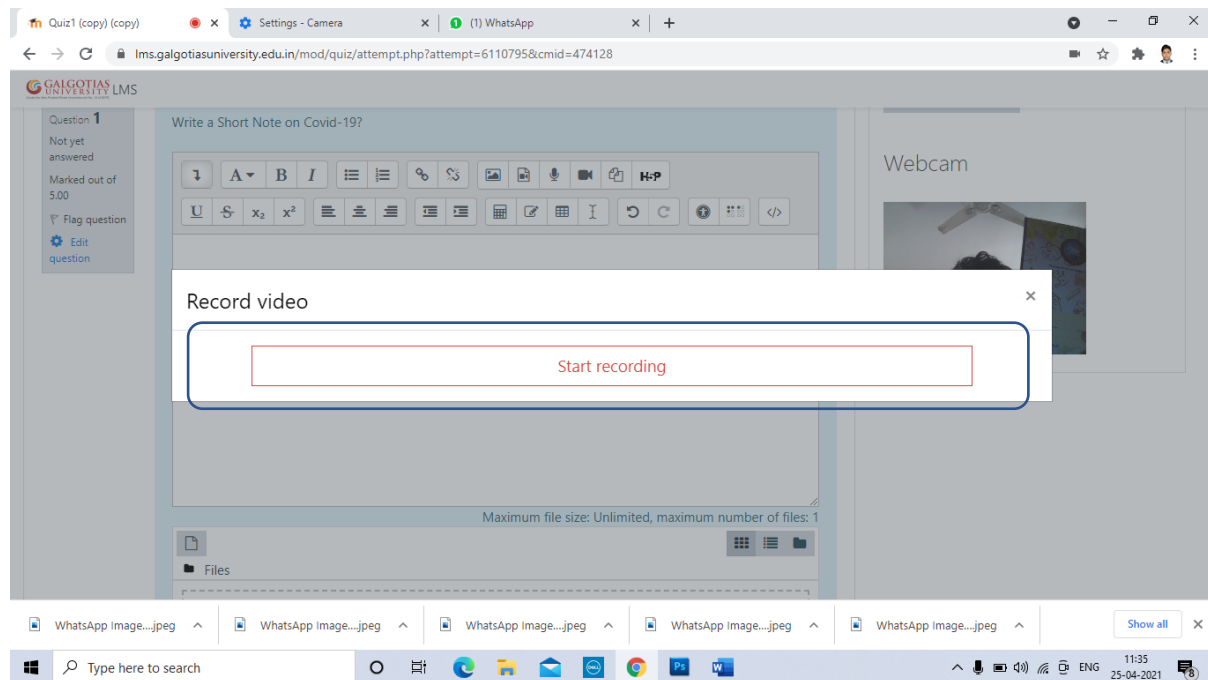 Quiz1 (copy) (copy)
Settings - Camera
(1) WhatsApp
lms.galgotiasuniversity.edu.in/mod/quiz/attempt.php?attempt=6110795&cmid=474128
GALGOTIAS
UNIVERSITY LMS
Question 1
Not yet
answered
Marked out of
5.00
Flag question
Edit
question
Write a Short Note on Covid-19?
A B I
H-P
U S x₂ x²
Webcam
Record video
Start recording
Maximum file size: Unlimited, maximum number of files: 1
Files
WhatsApp Image....jpeg
WhatsApp Image....jpeg
WhatsApp Image....jpeg
WhatsApp Image....jpeg
WhatsApp Image....jpeg
Show all
Type here to search
DELL
Ps
W
ENG
11:35
25-04-2021
8